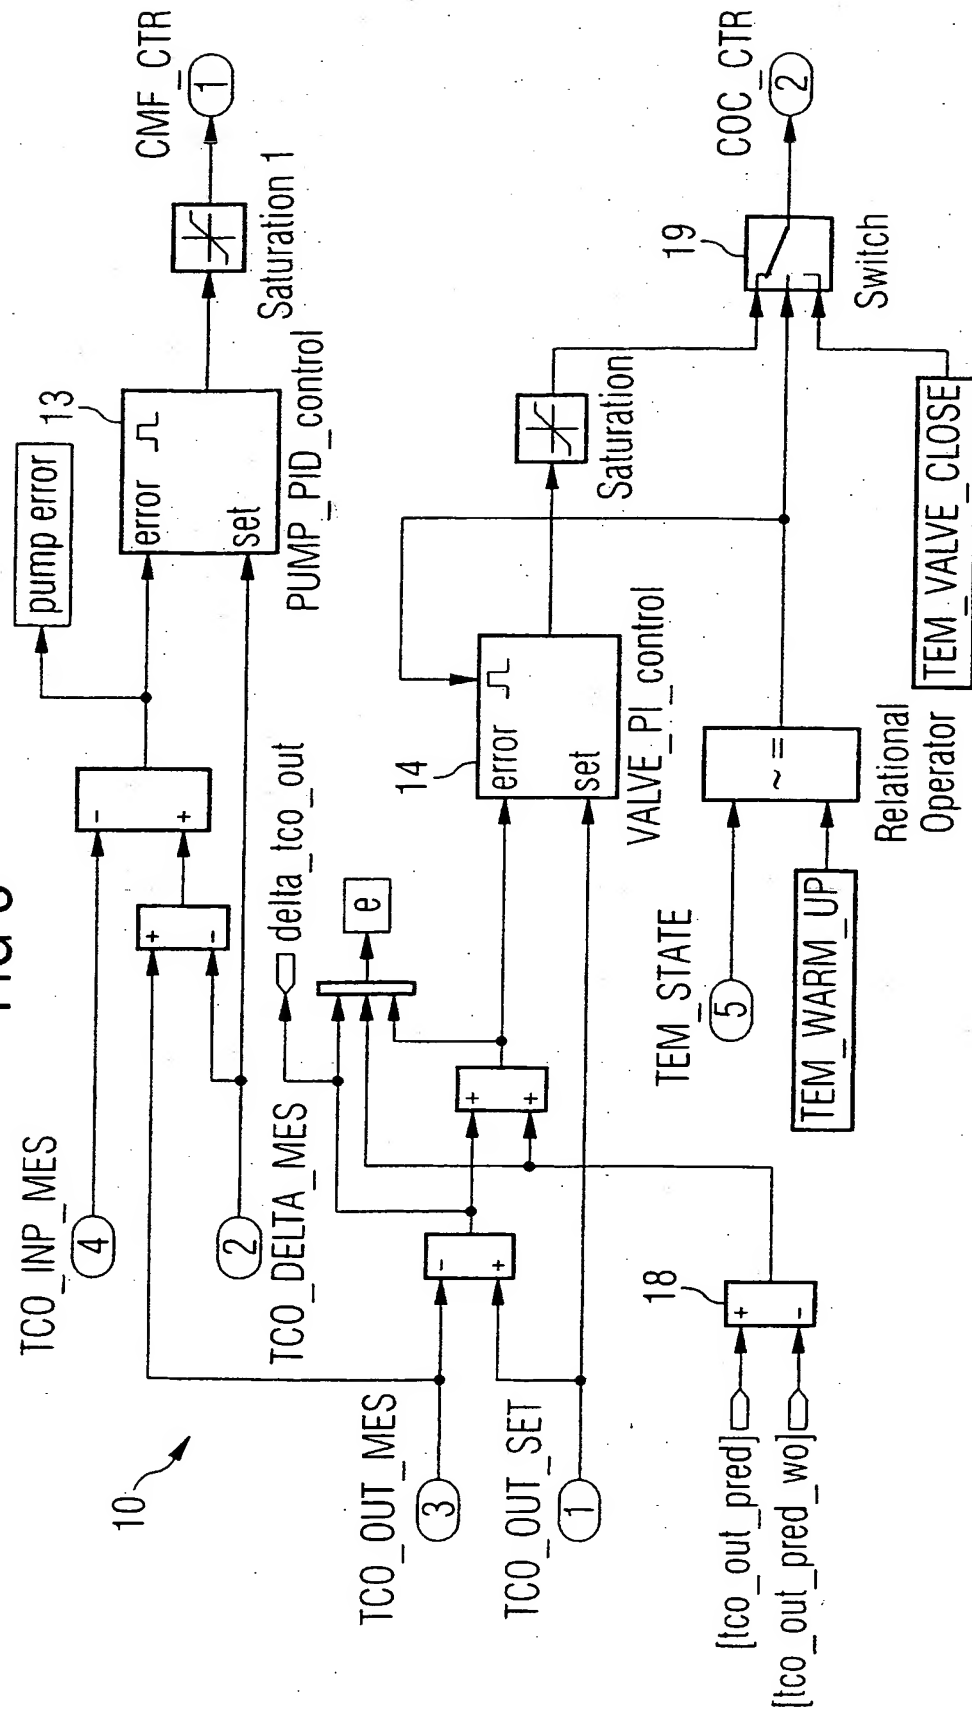 10
TCO_INP_MES
4
2
TCO_DELTA_MES
TCO_OUT_MES
3
TCO_OUT_SET
1
[tco_out_pred]
[tco_out_pred_wo]
18
+
-
-
+
+
-
-
+
+
+
delta_tco_out
e
pump error
13
error
set
PUMP_PID_control
Saturation 1
CMF_CTR
1
14
error
set
VALVE_PI_control
Saturation
TEM_STATE
5
TEM_WARM_UP
~ =
Relational
Operator
TEM_VALVE_CLOSE
19
Switch
COC_CTR
2